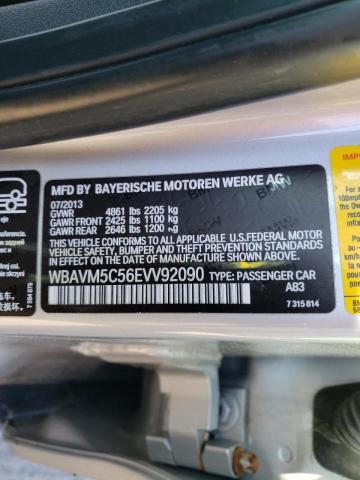 MFD BY BAYERISCHE MOTOREN WERKE AG
07/2013
GVWR 4861 lbs 2205 kg
GAWR FRONT 2425 lbs 1100 kg
GAWR REAR 2646 lbs 1200 kg
THIS VEHICLE CONFORMS TO ALL APPLICABLE U.S.FEDERAL MOTOR
VEHICLE SAFETY, BUMPER, AND THEFT PREVENTION STANDARDS
IN EFFECT ON THE DATE OF MANUFACTURE SHOWN ABOVE.
WBAVM5C56EVV92090 TYPE: PASSENGER CAR
A83
7 315 814
7 194 879